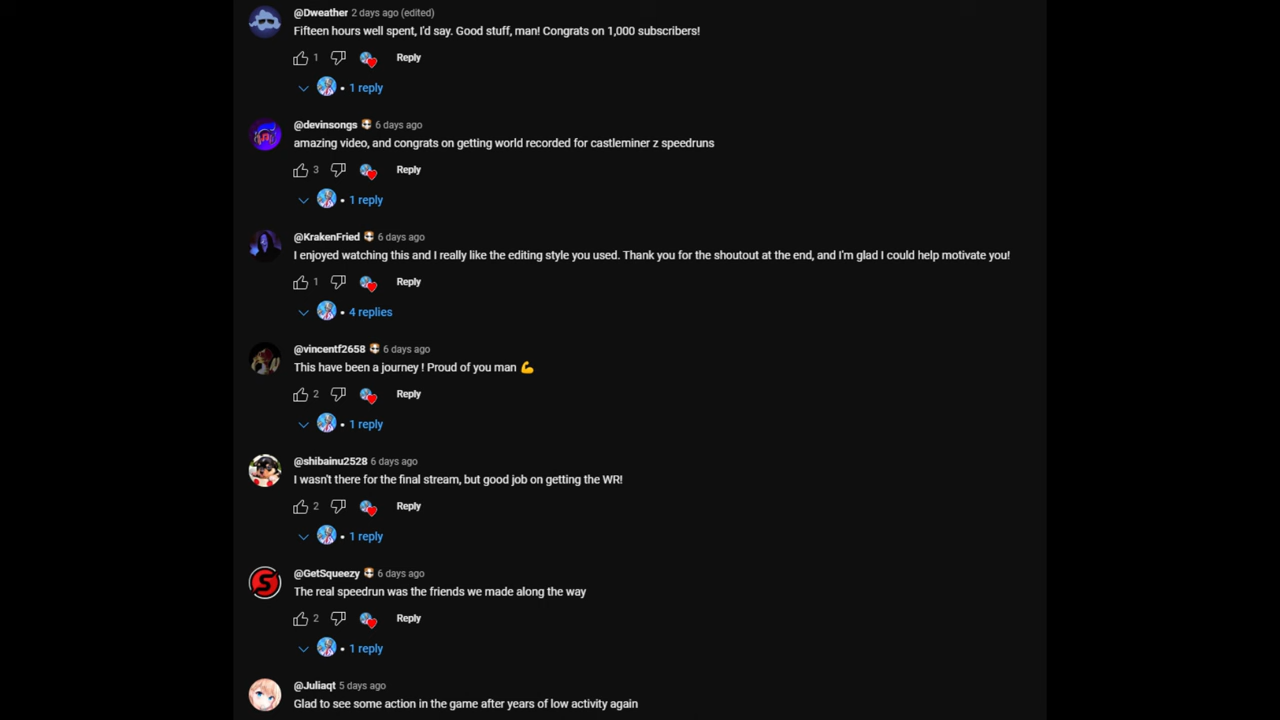 @Dweather 2 days ago (edited)
Fifteen hours well spent, I'd say. Good stuff, man! Congrats on 1,000 subscribers!
1 Reply
• 1 reply
@devinsongs 6 days ago
amazing video, and congrats on getting world recorded for castleminer z speedruns
3 Reply
• 1 reply
@KrakenFried 6 days ago
I enjoyed watching this and I really like the editing style you used. Thank you for the shoutout at the end, and I'm glad I could help motivate you!
1 Reply
• 4 replies
@vincentf2658 6 days ago
This have been a journey ! Proud of you man 💪
2 Reply
• 1 reply
@shibainu2528 6 days ago
I wasn't there for the final stream, but good job on getting the WR!
2 Reply
• 1 reply
@GetSqueezy 6 days ago
The real speedrun was the friends we made along the way
2 Reply
• 1 reply
@Juliaqt 5 days ago
Glad to see some action in the game after years of low activity again